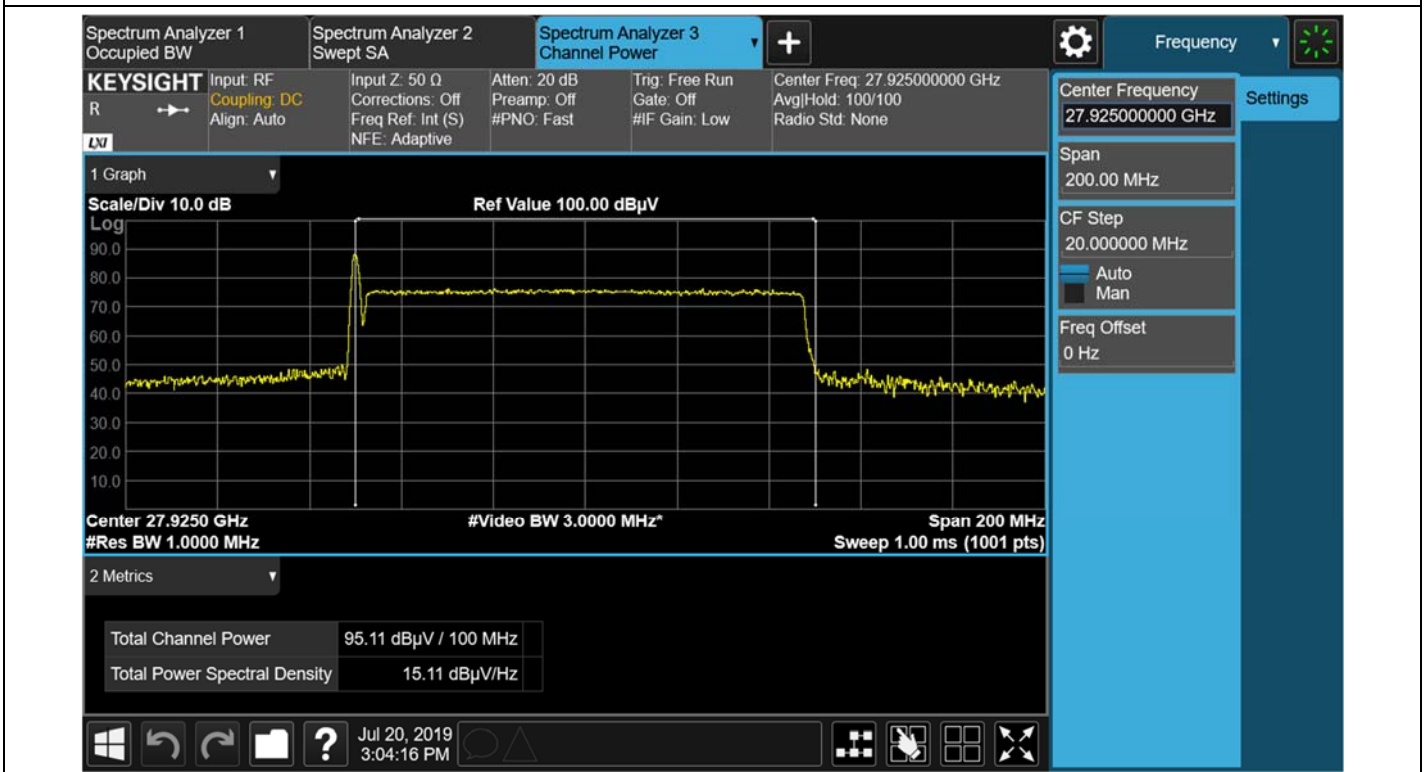 Spectrum Analyzer 1
Occupied BW
Spectrum Analyzer 2
Swept SA
Spectrum Analyzer 3
Channel Power
Frequency
KEYSIGHT
R
LXI
Input: RF
Coupling: DC
Align: Auto
Input Z: 50 Ω
Corrections: Off
Freq Ref: Int (S)
NFE: Adaptive
Atten: 20 dB
Preamp: Off
#PNO: Fast
Trig: Free Run
Gate: Off
#IF Gain: Low
Center Freq: 27.925000000 GHz
Avg|Hold: 100/100
Radio Std: None
Center Frequency
27.925000000 GHz
Settings
Span
200.00 MHz
CF Step
20.000000 MHz
Auto
Man
Freq Offset
0 Hz
1 Graph
Scale/Div 10.0 dB
Ref Value 100.00 dBµV
Log
90.0
80.0
70.0
60.0
50.0
40.0
30.0
20.0
10.0
Center 27.9250 GHz
#Video BW 3.0000 MHz*
Span 200 MHz
#Res BW 1.0000 MHz
Sweep 1.00 ms (1001 pts)
2 Metrics
Total Channel Power 95.11 dBµV / 100 MHz
Total Power Spectral Density 15.11 dBµV/Hz
?
Jul 20, 2019
3:04:16 PM